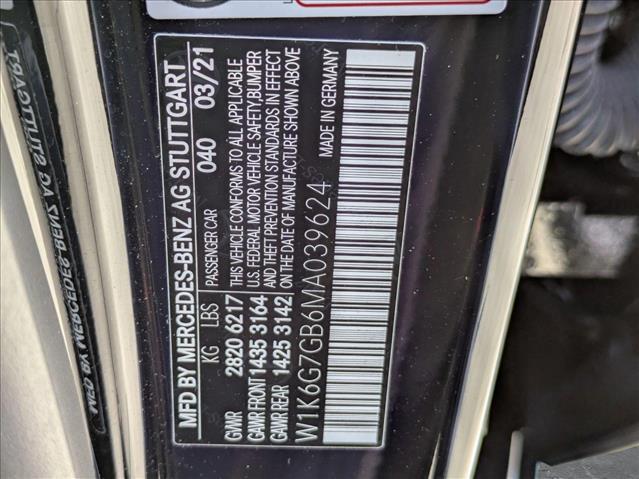 MFD BY MERCEDES-BENZ AG STUTTGART
KG LBS PASSENGER CAR 040 03/21
GVWR 2820 6217 THIS VEHICLE CONFORMS TO ALL APPLICABLE
GAWR FRONT 1435 3164 U.S. FEDERAL MOTOR VEHICLE SAFETY,BUMPER
GAWR REAR 1425 3142 AND THEFT PREVENTION STANDARDS IN EFFECT
ON THE DATE OF MANUFACTURE SHOWN ABOVE
W1K6G7GB6MA039624
MADE IN GERMANY